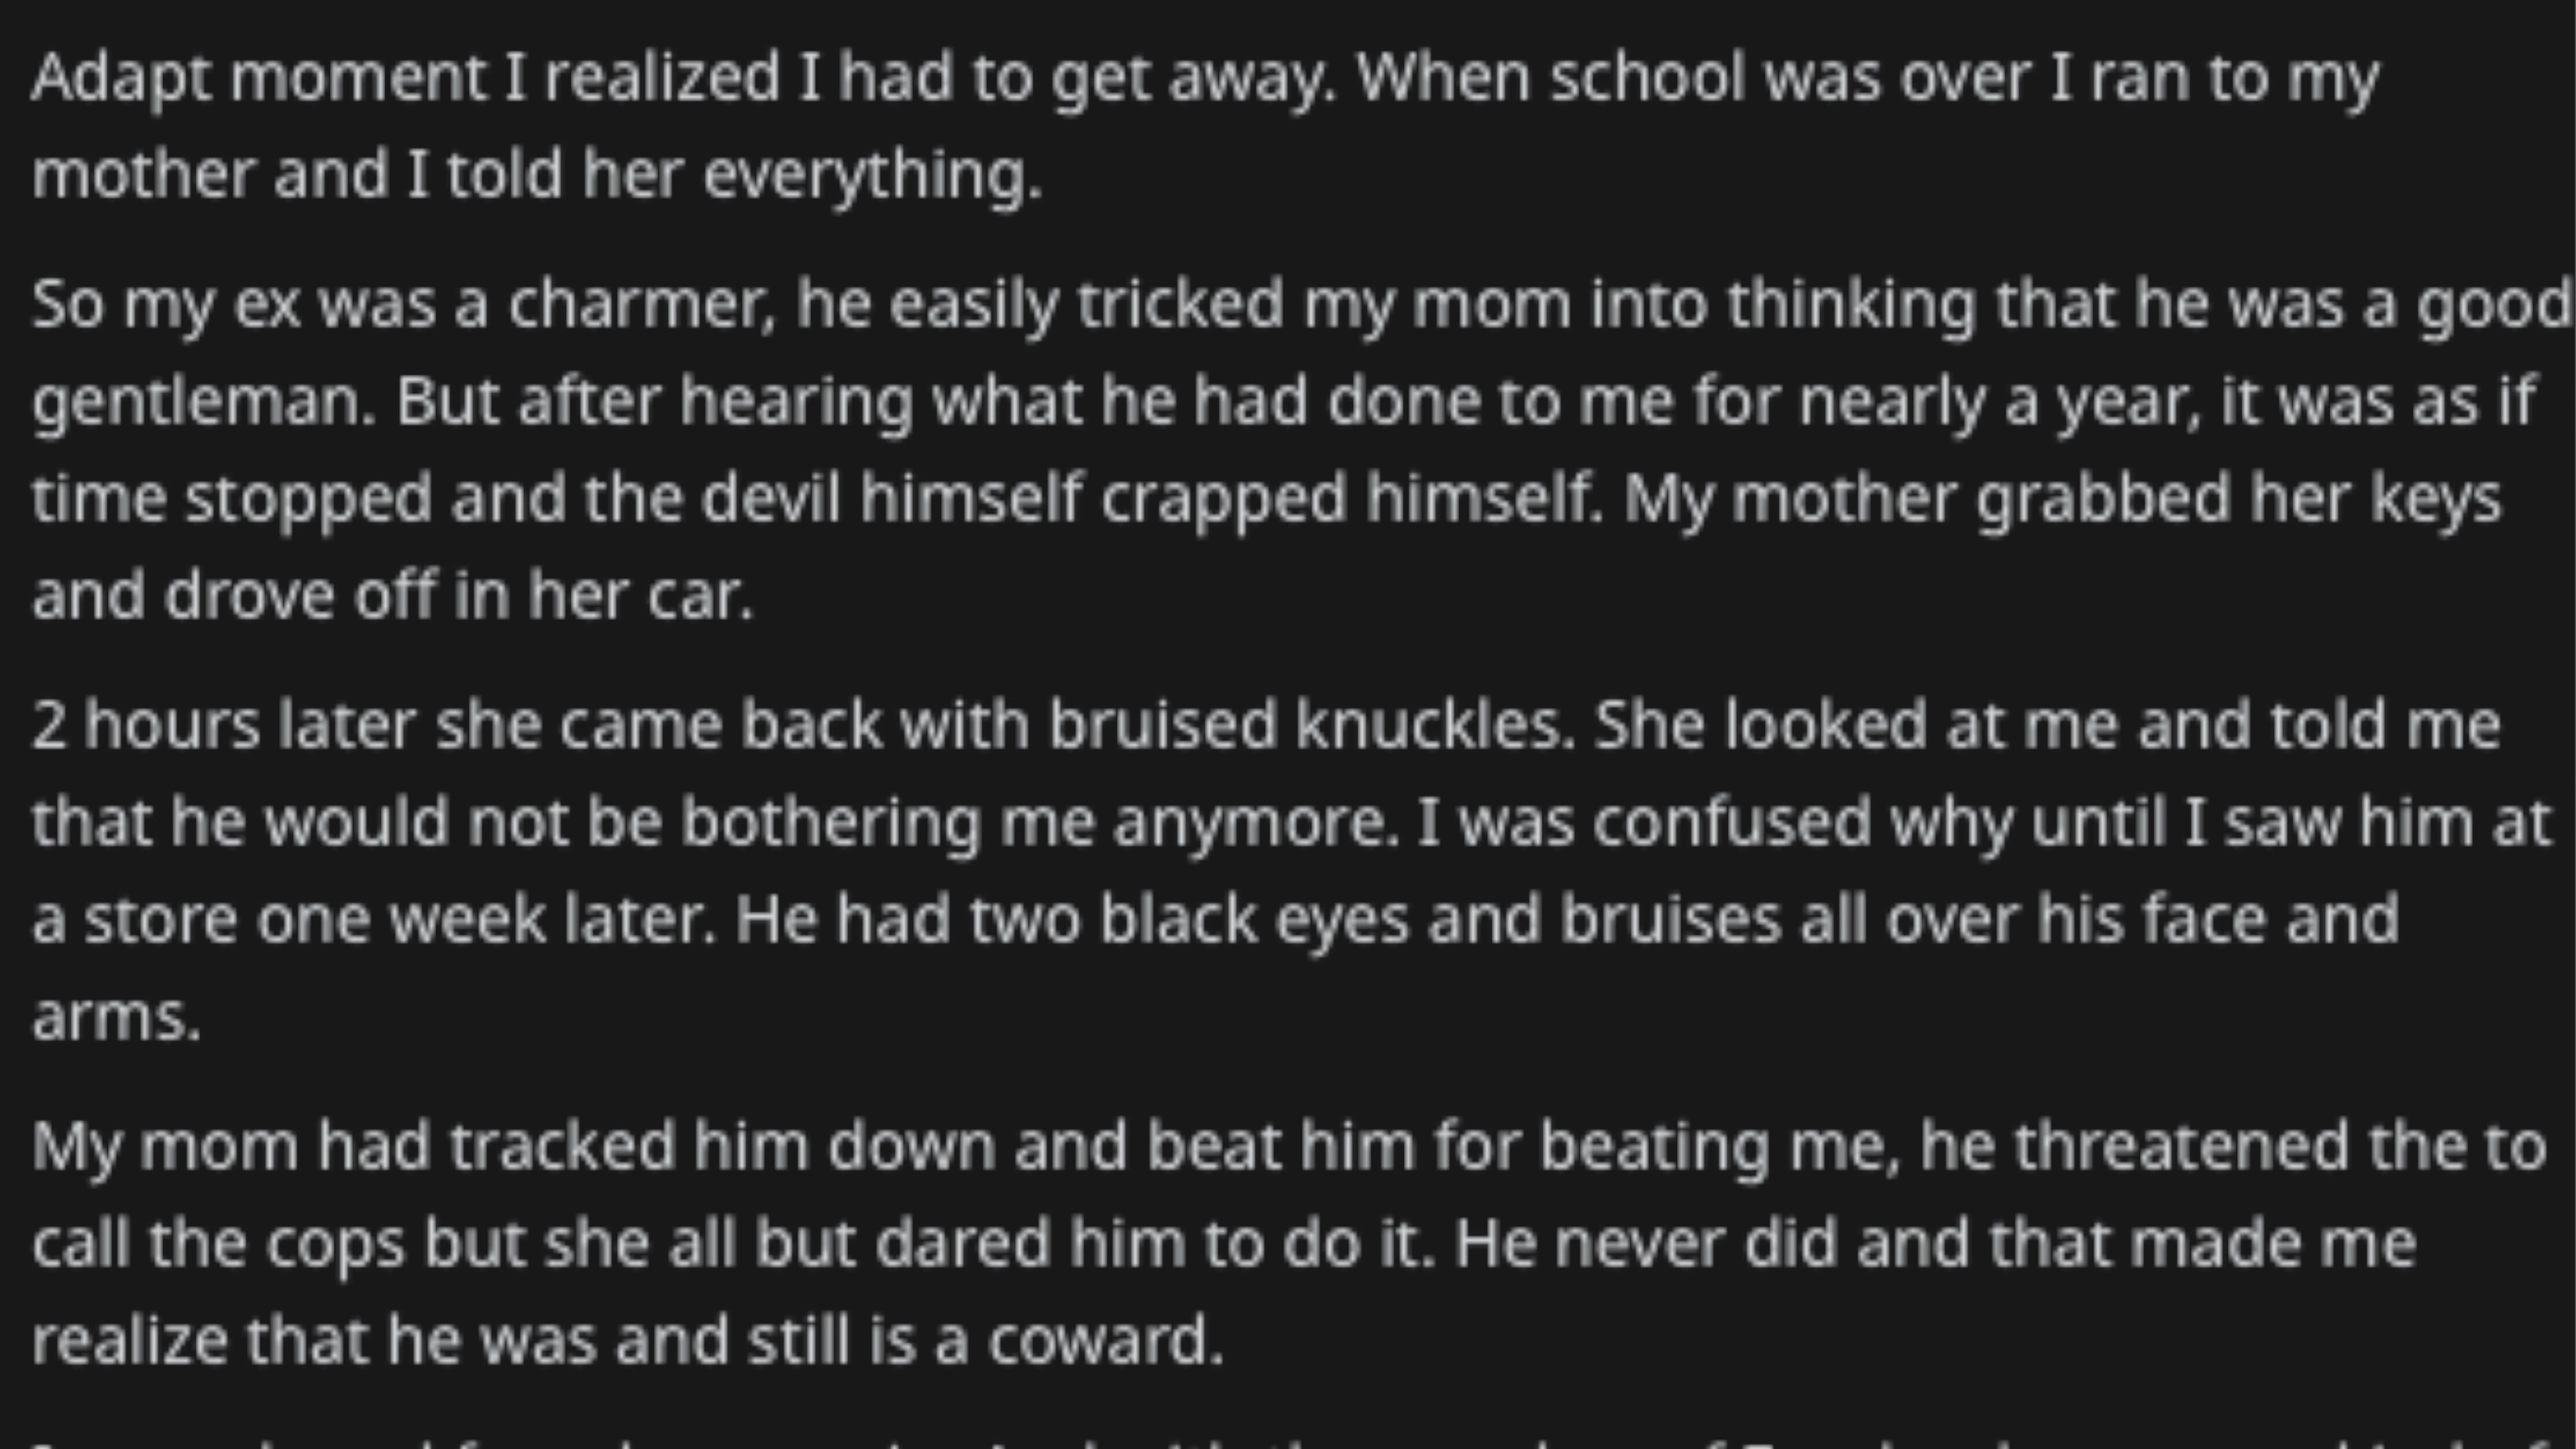 Adapt moment I realized I had to get away. When school was over I ran to my
mother and I told her everything.
So my ex was a charmer, he easily tricked my mom into thinking that he was a good
gentleman. But after hearing what he had done to me for nearly a year, it was as if
time stopped and the devil himself crapped himself. My mother grabbed her keys
and drove off in her car.
2 hours later she came back with bruised knuckles. She looked at me and told me
that he would not be bothering me anymore. I was confused why until I saw him at
a store one week later. He had two black eyes and bruises all over his face and
arms.
My mom had tracked him down and beat him for beating me, he threatened the to
call the cops but she all but dared him to do it. He never did and that made me
realize that he was and still is a coward.